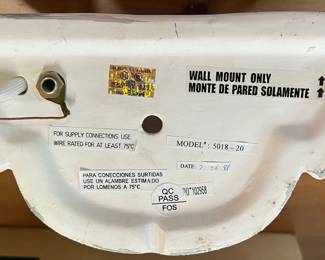 WALL MOUNT ONLY
MONTE DE PARED SOLAMENTE
FOR SUPPLY CONNECTIONS USE
WIRE RATED FOR AT LEAST 75°C
MODEL#: 5018-20
DATE:
PARA CONECCIONES SURTIDAS
USE UN ALAMBRE ESTIMADO
POR LOMENOS A 75°C
QC
PASS
FOS